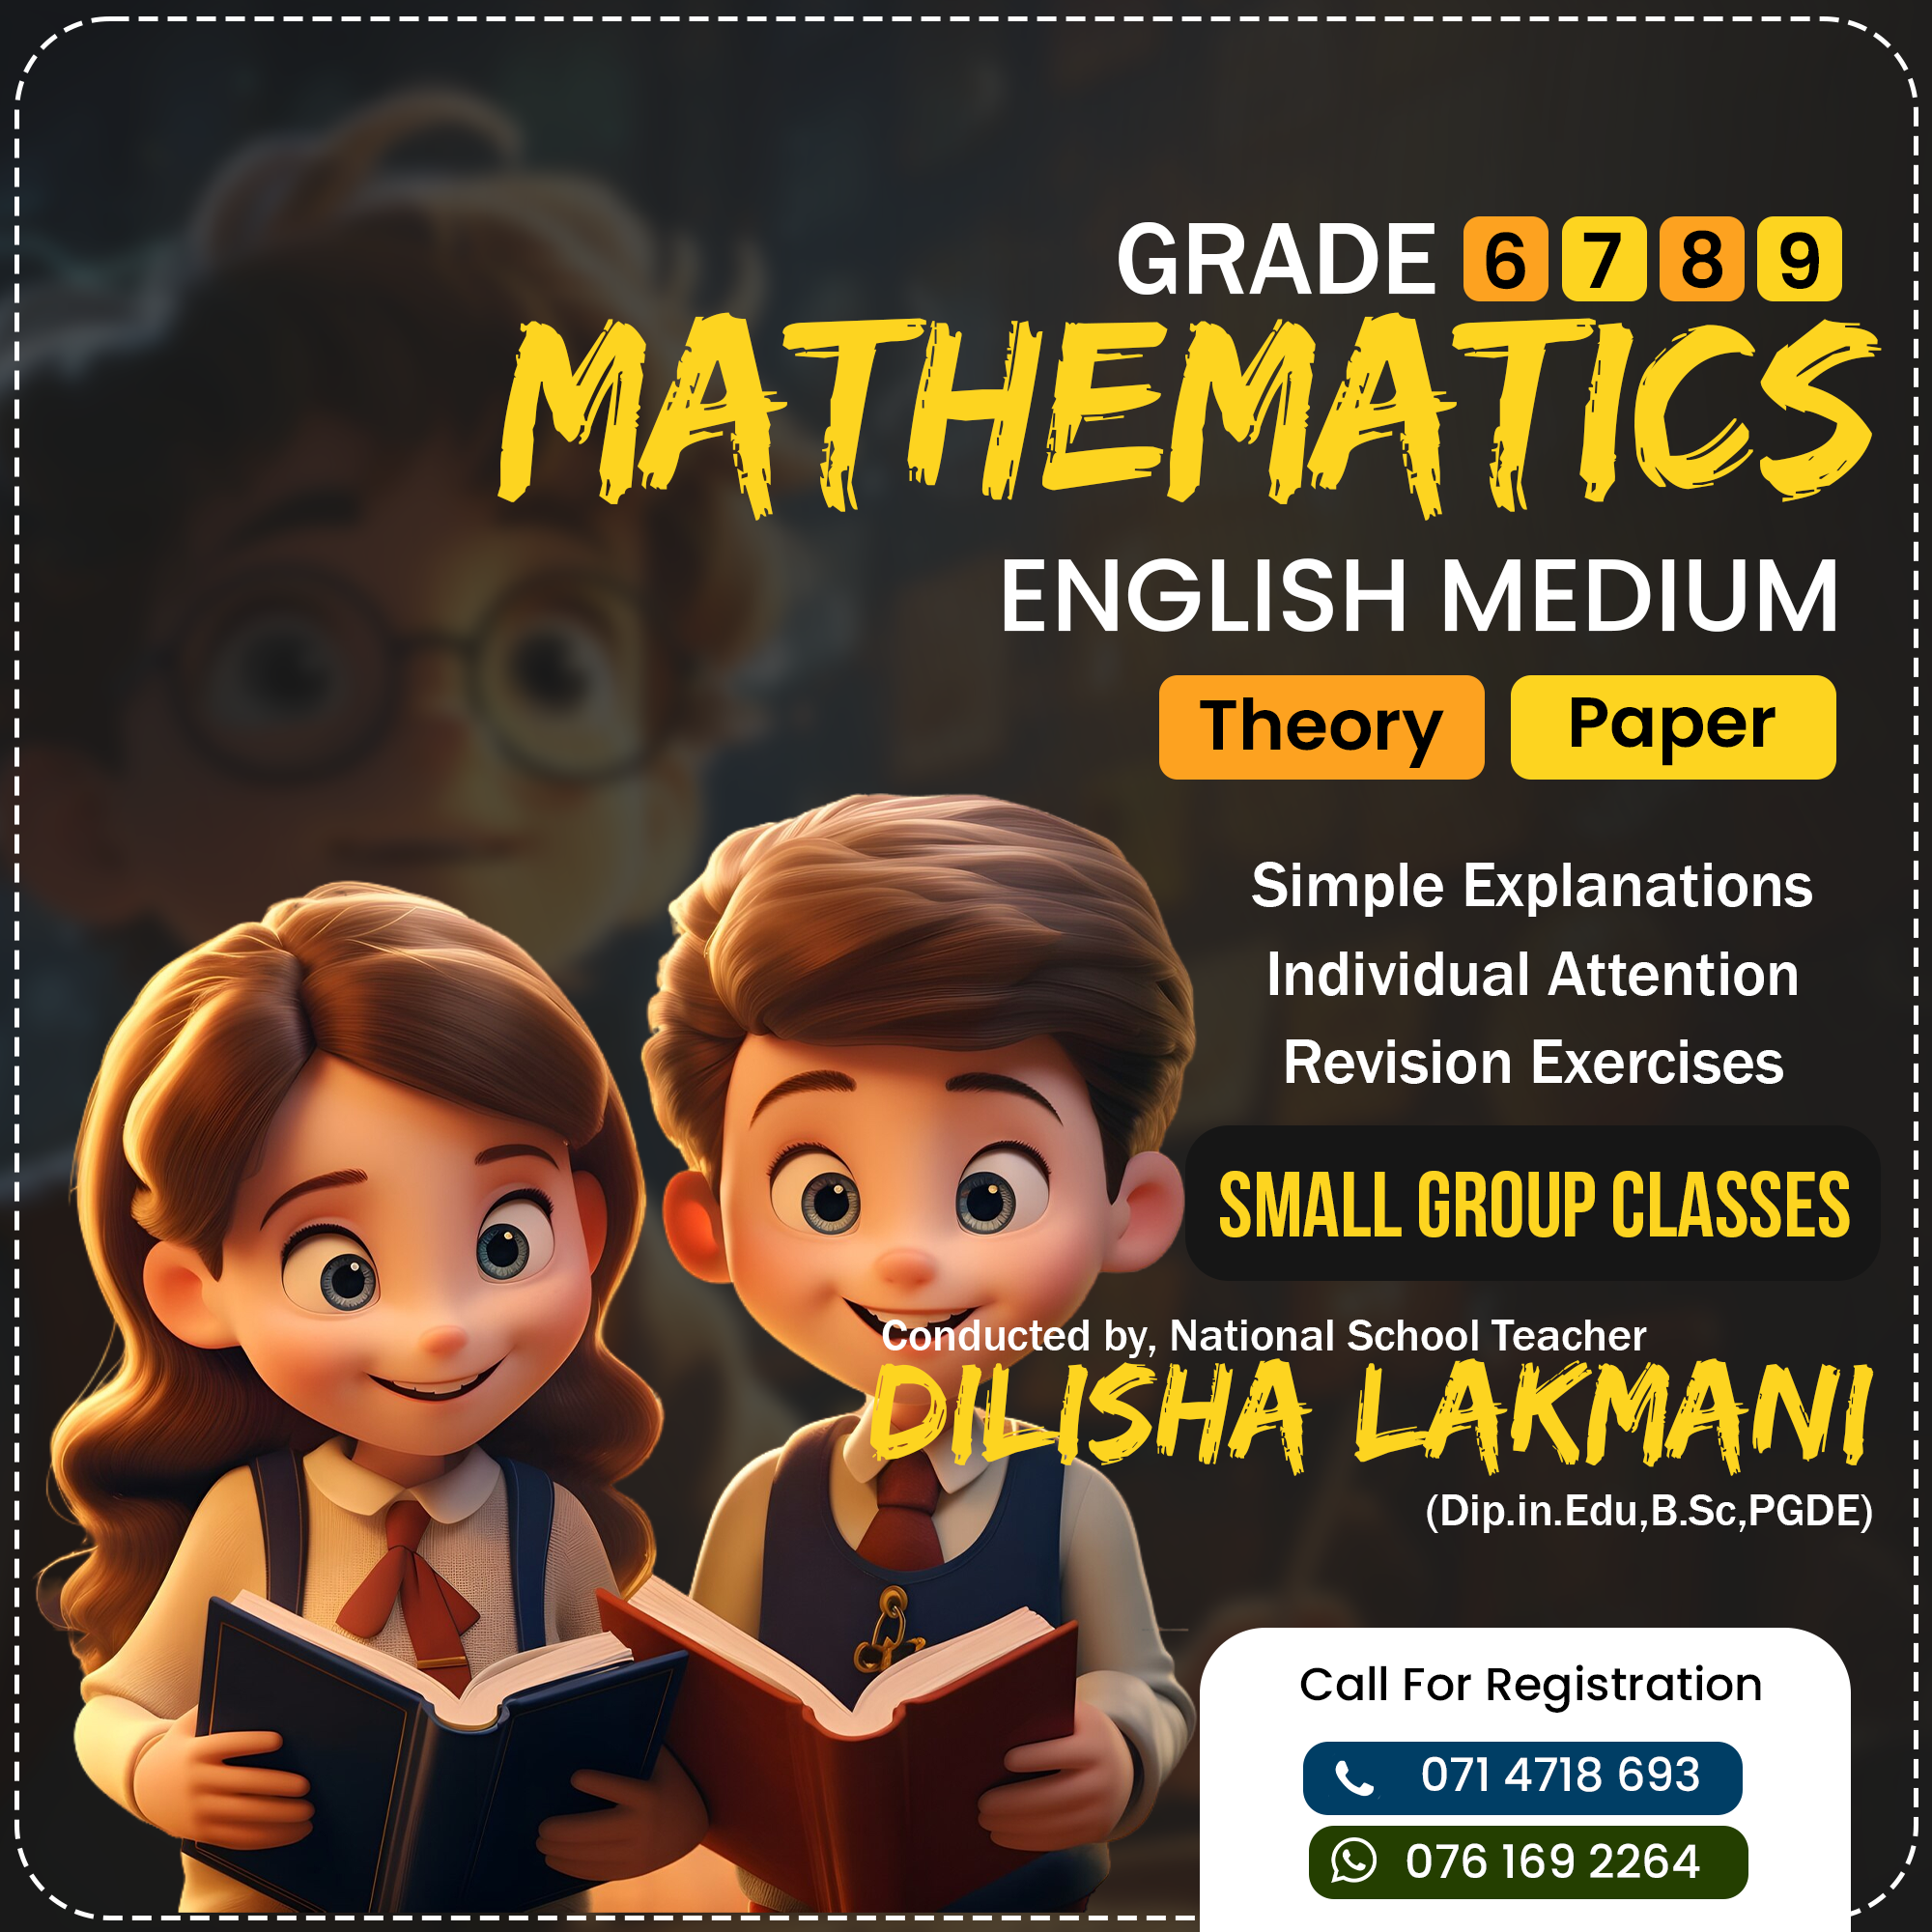 GRADE 6 7 8 9
MATHEMATICS
ENGLISH MEDIUM
Theory Paper
Simple Explanations
Individual Attention
Revision Exercises
SMALL GROUP CLASSES
Conducted by, National School Teacher
DILISHA LAKMANI
(Dip.in.Edu,B.Sc,PGDE)
Call For Registration
071 4718 693
076 169 2264